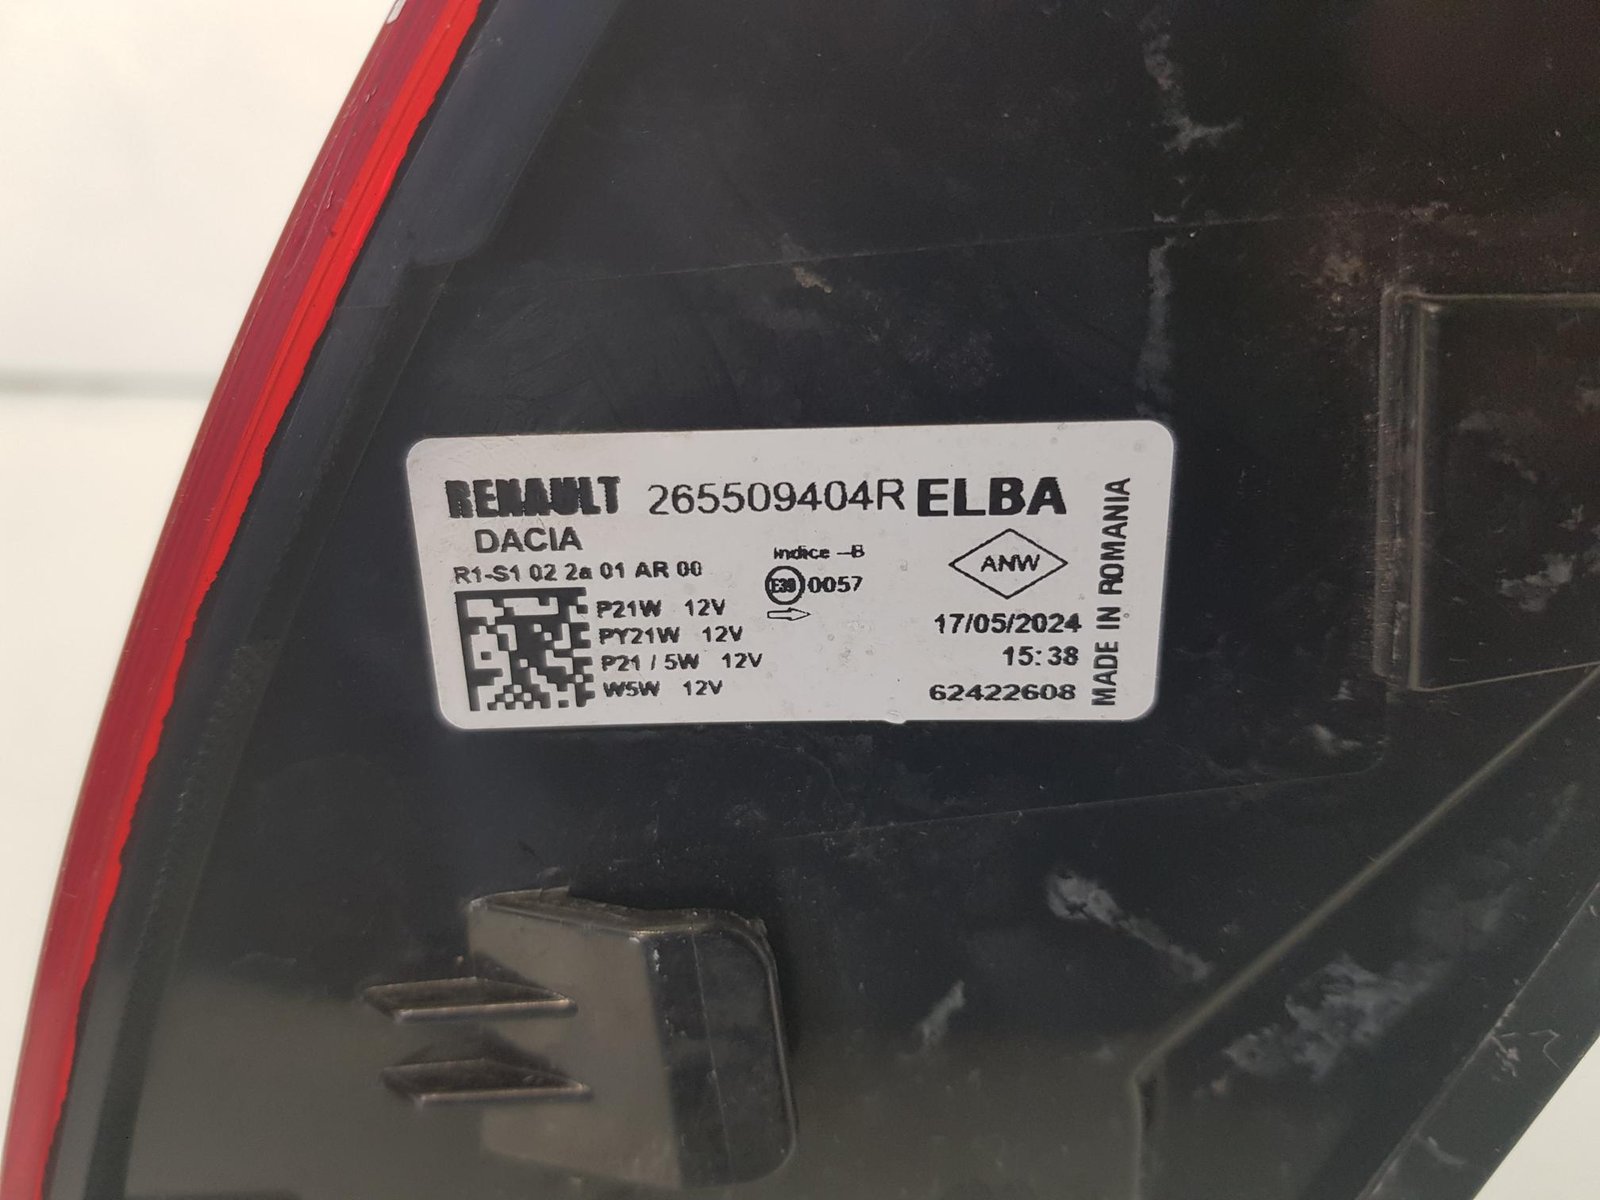 RENAULT 265509404R ELBA
DACIA
R1-S1 02 2a 01 AR 00
Indice -B
E39 0057
ANW
P21W 12V
PY21W 12V
P21 / 5W 12V
W5W 12V
17/05/2024
15:38
62422608
MADE IN ROMANIA